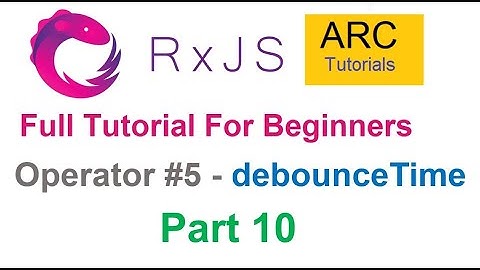 RxJS
ARC
Tutorials
Full Tutorial For Beginners
Operator #5 - debounceTime
Part 10